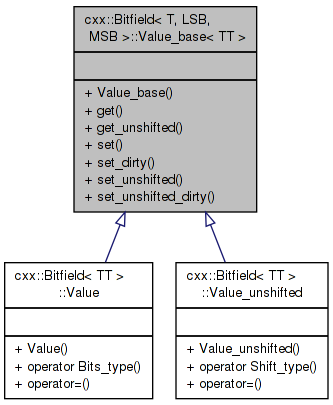 cxx::Bitfield< T, LSB,
MSB >::Value_base< TT >
+ Value_base()
+ get()
+ get_unshifted()
+ set()
+ set_dirty()
+ set_unshifted()
+ set_unshifted_dirty()
cxx::Bitfield< TT >
::Value
+ Value()
+ operator Bits_type()
+ operator=()
cxx::Bitfield< TT >
::Value_unshifted
+ Value_unshifted()
+ operator Shift_type()
+ operator=()